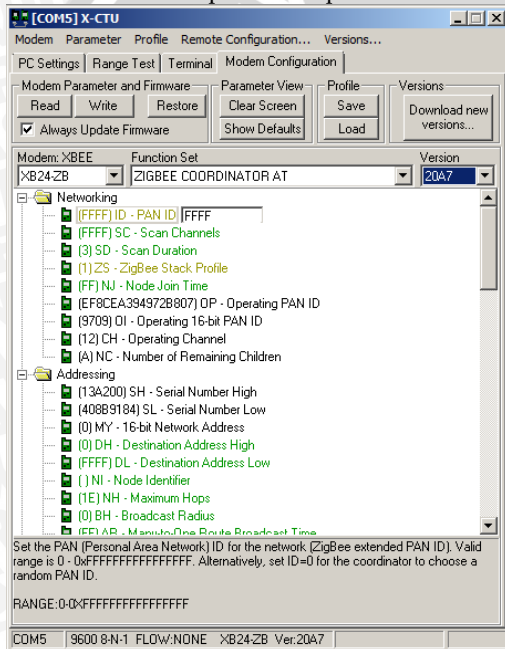 [COM5] X-CTU
Modem Parameter Profile Remote Configuration... Versions...
PC Settings Range Test Terminal Modem Configuration
Modem Parameter and Firmware Parameter View Profile Versions
Read Write Restore Clear Screen Save Download new versions...
Always Update Firmware Show Defaults Load
Modem: XBEE Function Set Version
XB24-ZB ZIGBEE COORDINATOR AT 20A7
Networking
(FFFF) ID - PAN ID FFFF
(FFFF) SC - Scan Channels
(3) SD - Scan Duration
(1) ZS - ZigBee Stack Profile
(FF) NJ - Node Join Time
(EF8CEA394972B807) OP - Operating PAN ID
(9709) OI - Operating 16-bit PAN ID
(12) CH - Operating Channel
(A) NC - Number of Remaining Children
Addressing
(13A200) SH - Serial Number High
(408B9184) SL - Serial Number Low
(0) MY - 16-bit Network Address
(0) DH - Destination Address High
(FFFF) DL - Destination Address Low
( ) NI - Node Identifier
(1E) NH - Maximum Hops
(0) BH - Broadcast Radius
(FF) AR - Many-to-One Route Broadcast Time
Set the PAN (Personal Area Network) ID for the network (ZigBee extended PAN ID). Valid
range is 0 - 0xFFFFFFFFFFFFFFFF. Alternatively, set ID=0 for the coordinator to choose a
random PAN ID.
RANGE:0-0XFFFFFFFFFFFFFFFF
COM5 9600 8-N-1 FLOW:NONE XB24-ZB Ver:20A7